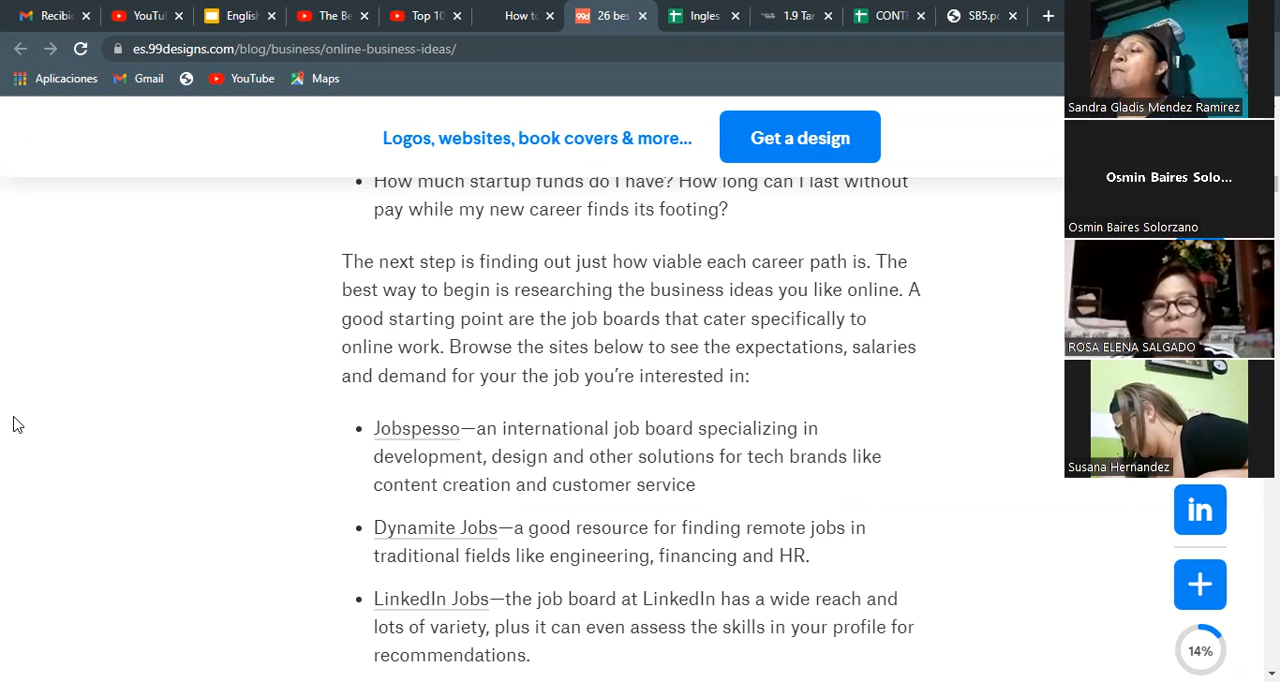 Recibic
YouTu
English
The Be
Top 10
How to
99d
26 bes
Ingles
1.9 Tar
CONTI
SB5.pc
es.99designs.com/blog/business/online-business-ideas/
Aplicaciones
Gmail
YouTube
Maps
Logos, websites, book covers & more...
Get a design
• How much startup funds do I have? How long can I last without
pay while my new career finds its footing?
The next step is finding out just how viable each career path is. The
best way to begin is researching the business ideas you like online. A
good starting point are the job boards that cater specifically to
online work. Browse the sites below to see the expectations, salaries
and demand for your the job you're interested in:
• Jobspesso—an international job board specializing in
development, design and other solutions for tech brands like
content creation and customer service
• Dynamite Jobs—a good resource for finding remote jobs in
traditional fields like engineering, financing and HR.
• LinkedIn Jobs—the job board at LinkedIn has a wide reach and
lots of variety, plus it can even assess the skills in your profile for
recommendations.
Sandra Gladis Mendez Ramirez
Osmin Baires Solo...
Osmin Baires Solorzano
ROSA ELENA SALGADO
Susana Hernandez
in
14%